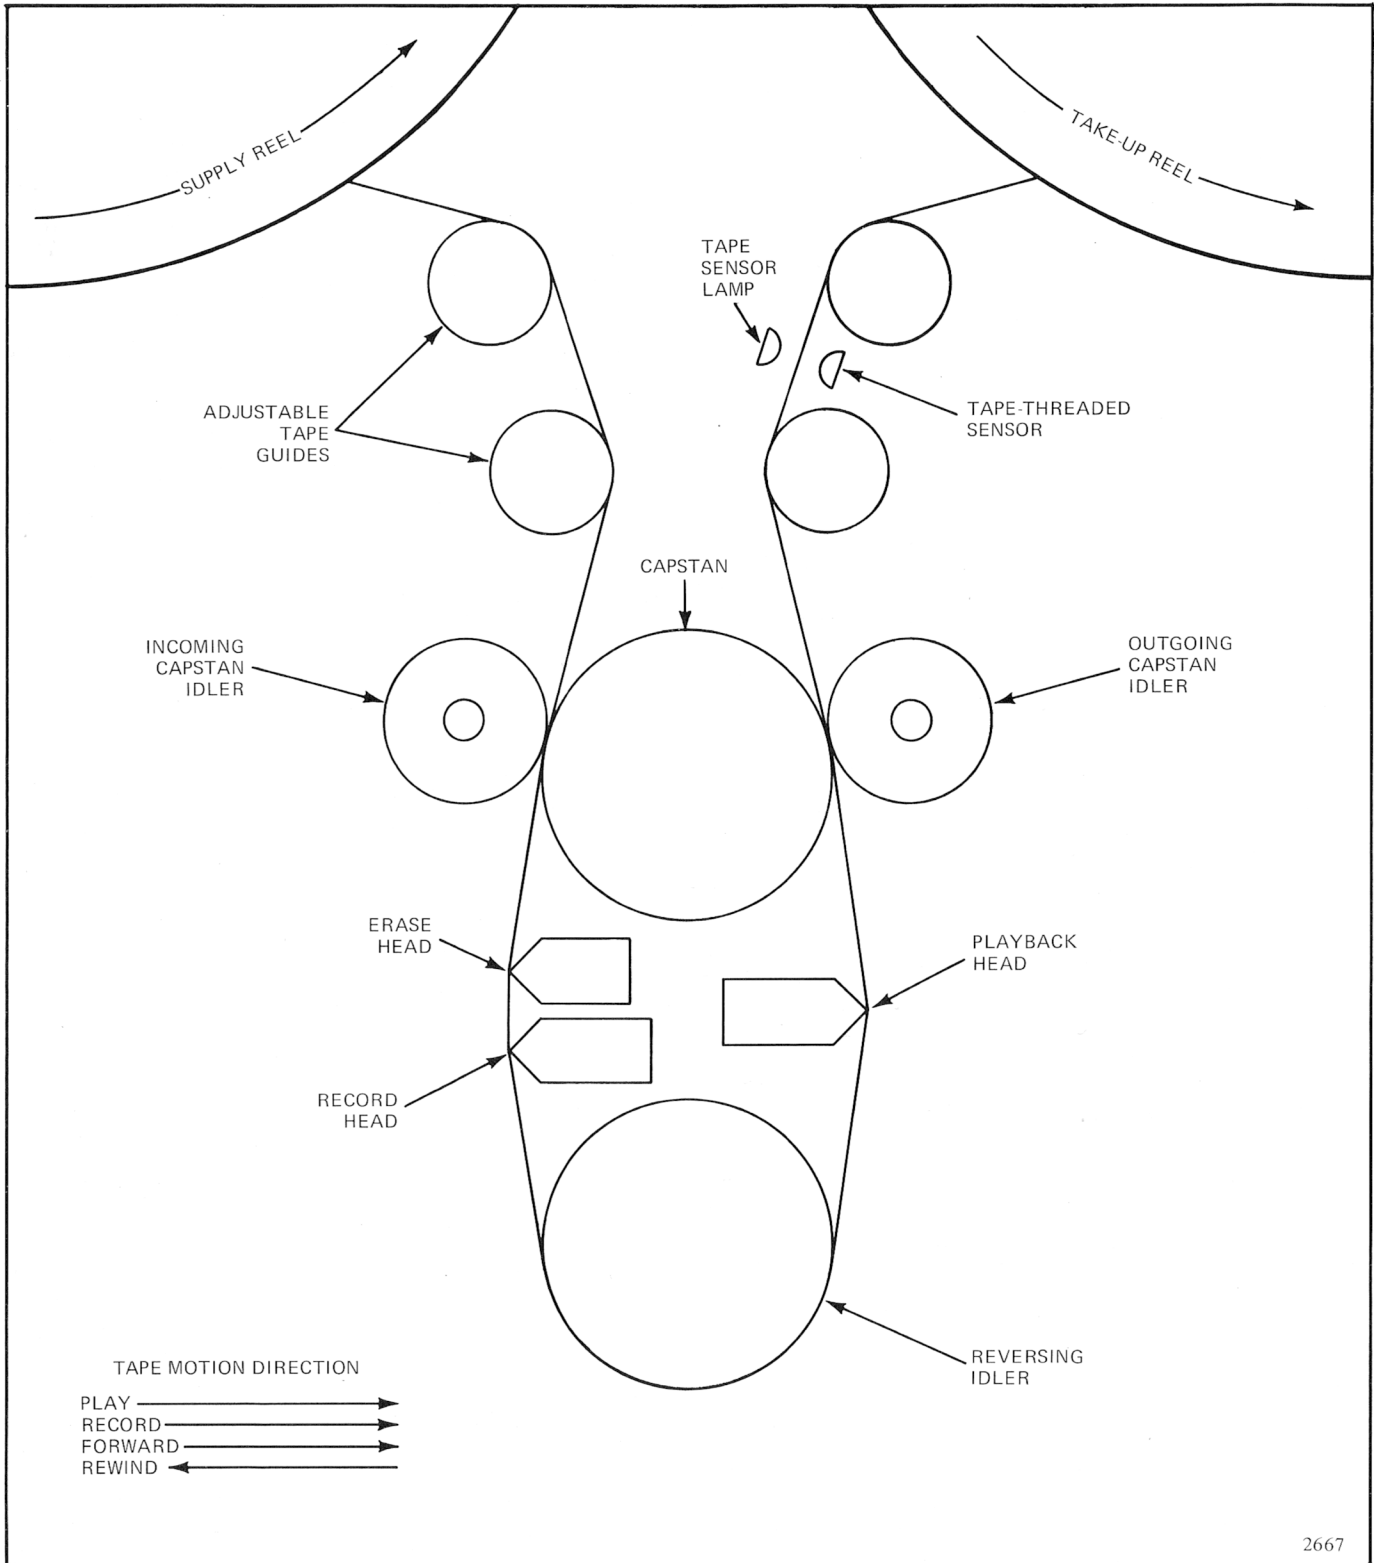 SUPPLY REEL
TAKE-UP REEL
TAPE
SENSOR
LAMP
ADJUSTABLE
TAPE
GUIDES
TAPE-THREADED
SENSOR
CAPSTAN
INCOMING
CAPSTAN
IDLER
OUTGOING
CAPSTAN
IDLER
ERASE
HEAD
PLAYBACK
HEAD
RECORD
HEAD
REVERSING
IDLER
TAPE MOTION DIRECTION
PLAY
RECORD
FORWARD
REWIND
2667